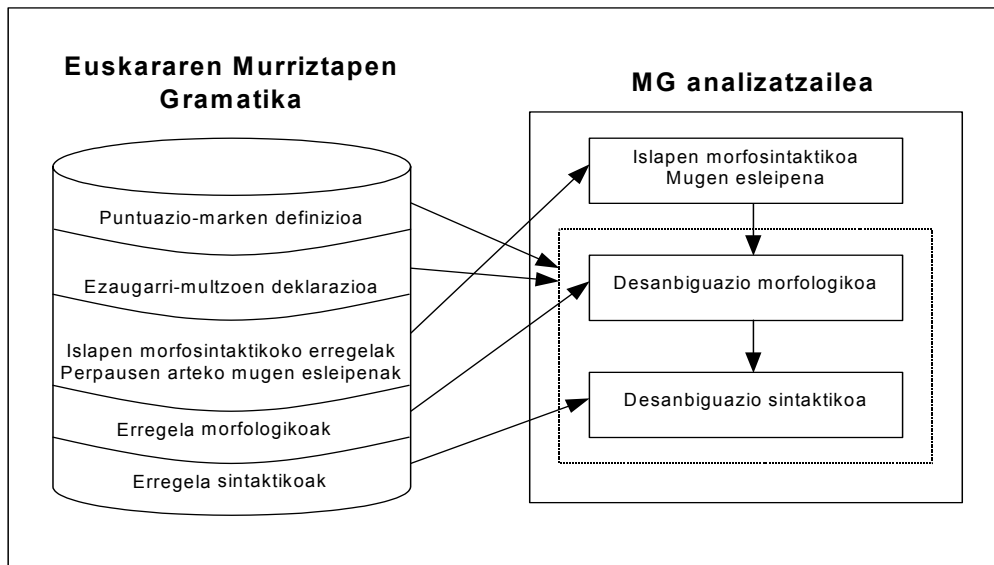 Euskararen Murriztapen
Gramatika
Puntuazio-marken definizioa
Ezaugarri-multzoen deklarazioa
Islapen morfosintaktikoko erregelak
Perpausen arteko mugen esleipenak
Erregela morfologikoak
Erregela sintaktikoak
MG analizatzailea
Islapen morfosintaktikoa
Mugen esleipena
Desanbiguazio morfologikoa
Desanbiguazio sintaktikoa